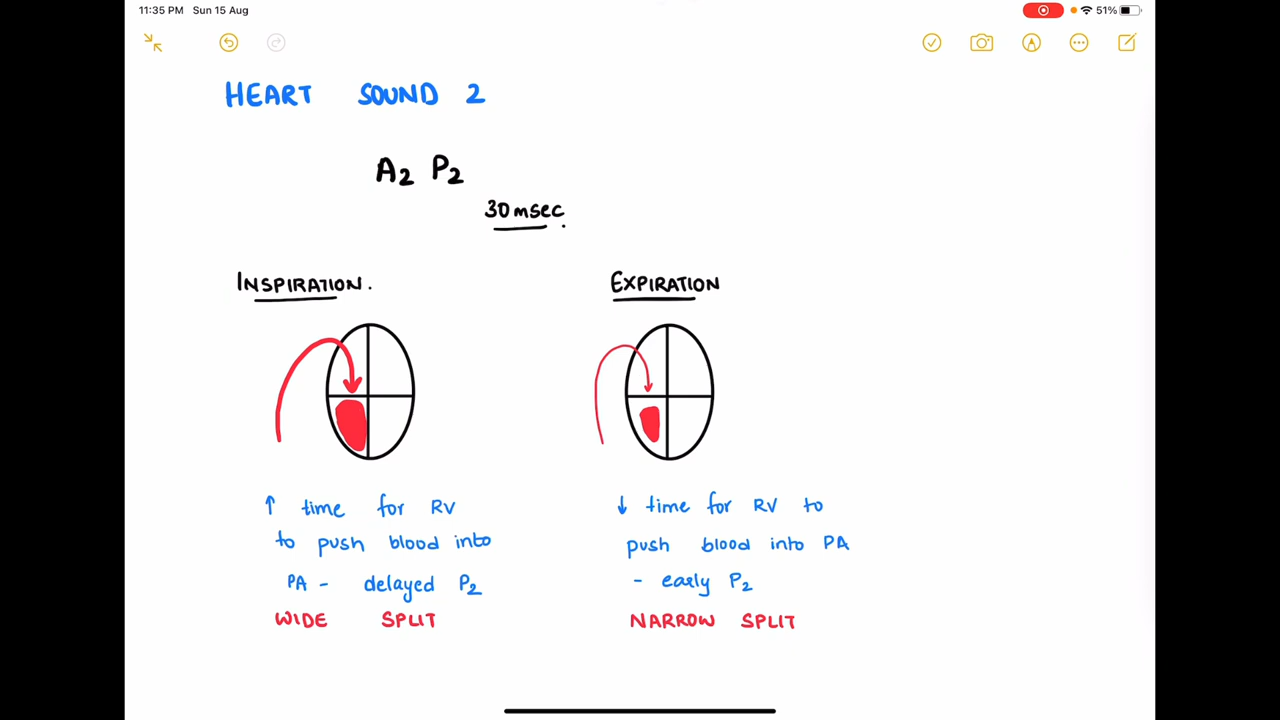 11:35 PM Sun 15 Aug
51%
HEART SOUND 2
A2 P2
30 msec.
INSPIRATION.
EXPIRATION
↑ time for RV
to push blood into
PA - delayed P2
WIDE SPLIT
↓ time for RV to
push blood into PA
- early P2
NARROW SPLIT